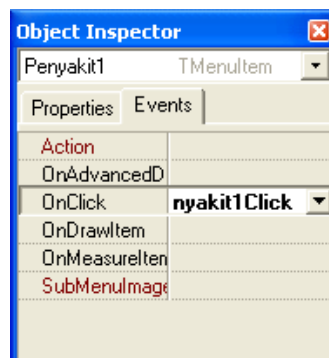 Object Inspector
Penyakit1 TMenuItem
Properties Events
Action
OnAdvancedD
OnClick nyakit1Click
OnDrawItem
OnMeasureIten
SubMenuImage